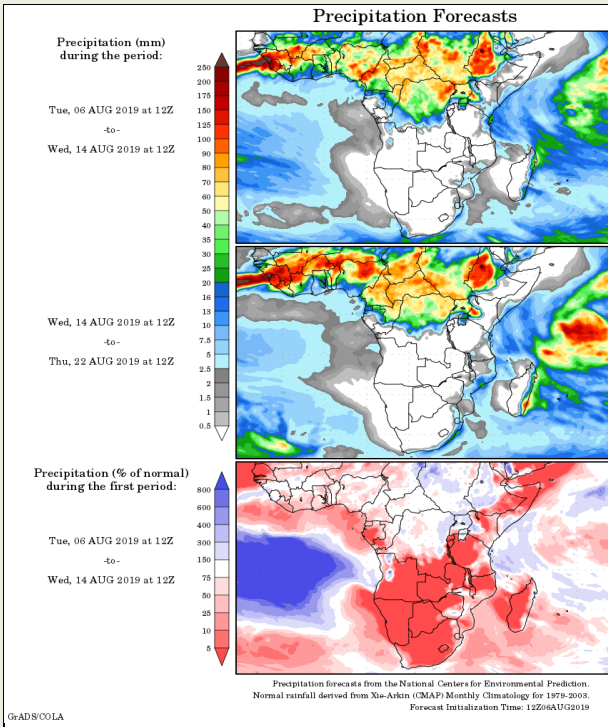 Precipitation Forecasts
Precipitation (mm)
during the period:
Tue, 06 AUG 2019 at 12Z
-to-
Wed, 14 AUG 2019 at 12Z
250
200
175
150
125
100
90
80
70
60
50
40
35
30
25
20
16
13
10
7.5
5
2.5
2
1.5
1
0.5
Wed, 14 AUG 2019 at 12Z
-to-
Thu, 22 AUG 2019 at 12Z
Precipitation (% of normal)
during the first period:
Tue, 06 AUG 2019 at 12Z
-to-
Wed, 14 AUG 2019 at 12Z
800
600
400
300
150
75
50
25
10
5
Precipitation forecasts from the National Centers for Environmental Prediction.
Normal rainfall derived from Xie-Arkin (CMAP) Monthly Climatology for 1979-2003.
Forecast Initialization Time: 12Z06AUG2019
GrADS/COLA